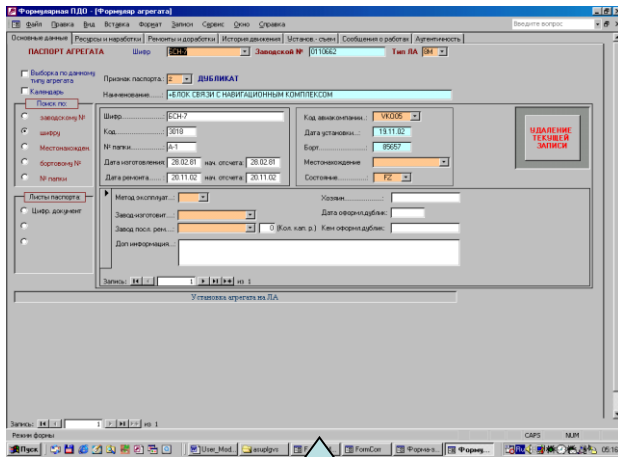 Формулярная ПДО - [Формуляр агрегата]
Файл Правка Вид Вставка Формат Записи Сервис Окно Справка Введите вопрос
Основные данные Ресурсы и наработки Ремонты и доработки История движения Установ.- съем Сообщения о работах Аутентичность
ПАСПОРТ АГРЕГАТА Шифр БСН-7 Заводской № 0110662 Тип ЛА ВМ
Выборка по данному типу агрегата
Календарь
Признак паспорта.: 2 ДУБЛИКАТ
Наименование......: +БЛОК СВЯЗИ С НАВИГАЦИОННЫМ КОМПЛЕКСОМ
Поиск по:
заводскому №
шифру
Местонахожден
бортовому №
№ папки
Шифр.................: БСН-7
Код....................: 3018
№ папки............: А-1
Дата изготовления: 28.02.81 нач. отсчета: 28.02.81
Дата ремонта......: 20.11.02 нач. отсчета: 20.11.02
Код авиакомпании..: VKO05
Дата установки...: 19.11.02
Борт...................: 85657
Местонахождение
Состояние............: FZ
УДАЛЕНИЕ
ТЕКУЩЕЙ
ЗАПИСИ
Листы паспорта:
Цифр. документ
Метод эксплуат...: Хозяин...................:
Завод-изготовит...: Дата оформл.дублик:
Завод посл. рем...: 0 (Кол. кап. р.) Кем оформл.дублик:
Доп информация...:
Запись: 1 из 1
Установка агрегата на ЛА
Запись: 1 из 1
Режим формы CAPS NUM
Пуск User_Mod... asuplgvs FormCorr Форма-э... Форму... 05:16